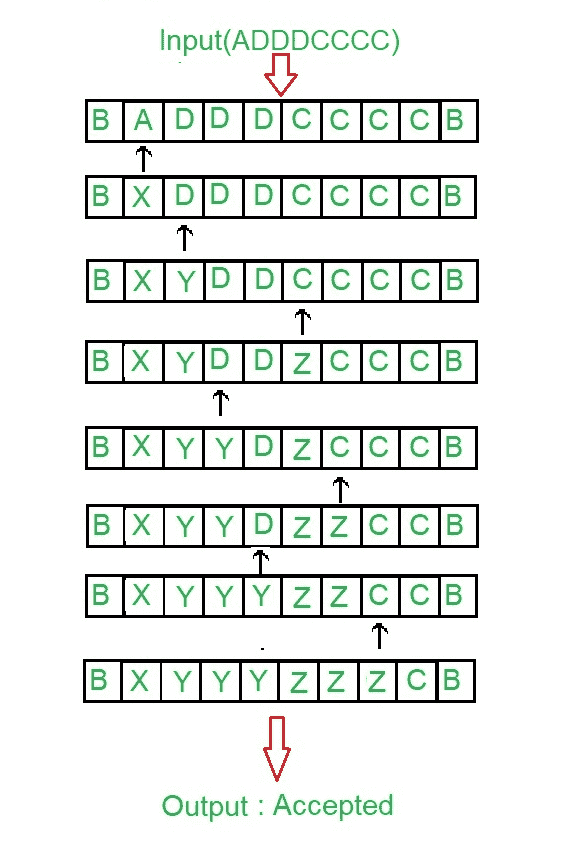 Input(ADDDCCCC)
B A D D D C C C C B
B X D D D C C C C B
B X Y D D C C C C B
B X Y D D Z C C C B
B X Y Y D Z C C C B
B X Y Y D Z Z C C B
B X Y Y Y Z Z C C B
B X Y Y Y Z Z Z C B
Output : Accepted